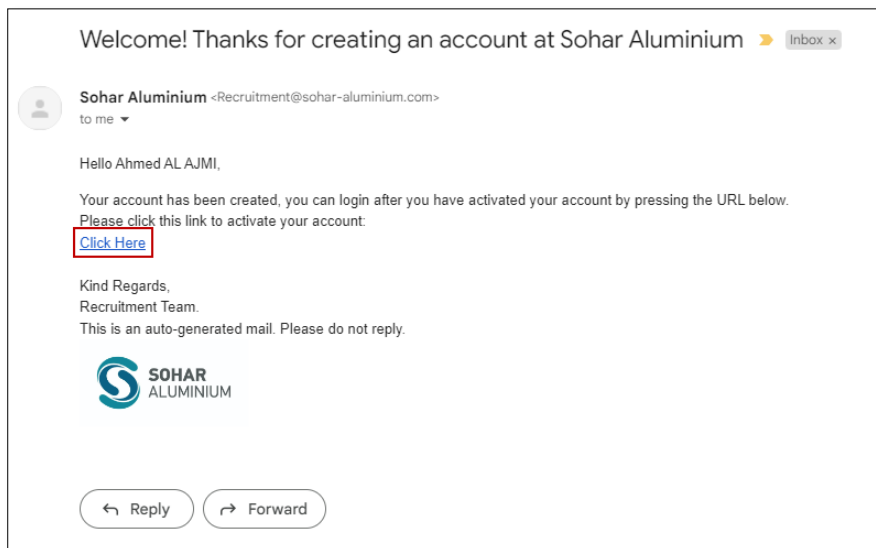 Welcome! Thanks for creating an account at Sohar Aluminium Inbox ×
Sohar Aluminium <Recruitment@sohar-aluminium.com>
to me
Hello Ahmed AL AJMI,
Your account has been created, you can login after you have activated your account by pressing the URL below.
Please click this link to activate your account:
Click Here
Kind Regards,
Recruitment Team.
This is an auto-generated mail. Please do not reply.
SOHAR
ALUMINIUM
Reply Forward